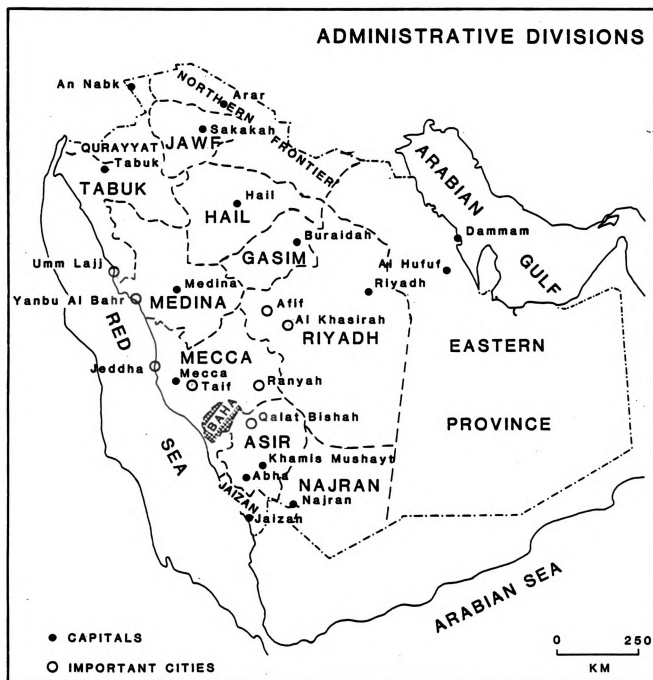 ADMINISTRATIVE DIVISIONS
An Nabk
NORTHERN FRONTIER
Arar
Sakakah
JAWF
QURAYYAT
Tabuk
TABUK
Hail
HAIL
ARABIAN GULF
Dammam
Buraidah
GASIM
Al Hufuf
Umm Lajj
Medina
MEDINA
Riyadh
Yanbu Al Bahr
Afif
Al Khasirah
RIYADH
RED SEA
EASTERN PROVINCE
MECCA
Jeddha
Mecca
Taif
Ranyah
BAHA
Qalat Bishah
ASIR
Khamis Mushayt
Abha
NAJRAN
Najran
JAIZAN
Jaizan
ARABIAN SEA
CAPITALS
IMPORTANT CITIES
0 250
KM